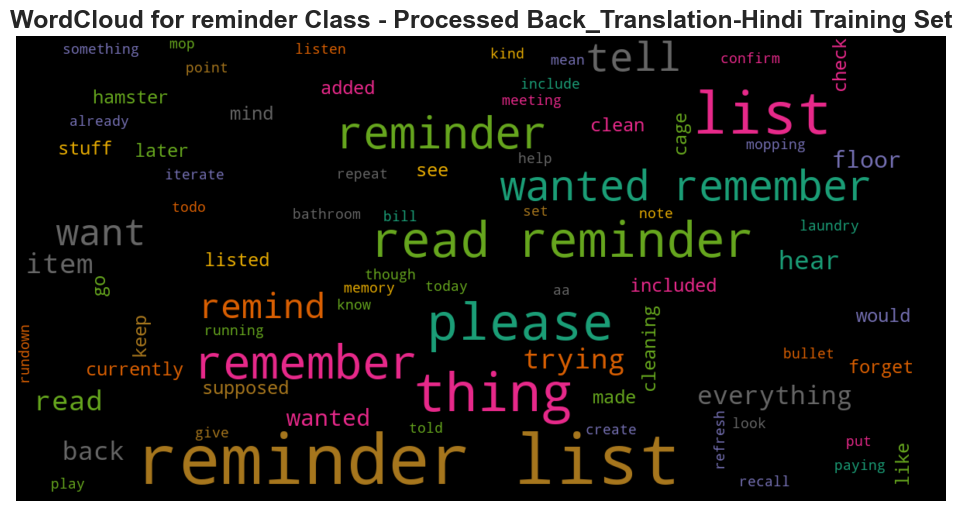 WordCloud for reminder Class - Processed Back_Translation-Hindi Training Set
something
mop
listen
kind
mean
tell
confirm
check
point
hamster
added
include
meeting
list
already
mind
reminder
clean
cage
mopping
stuff
later
iterate
repeat
see
help
floor
wanted remember
todo
bathroom
bill
set
note
laundry
want
read reminder
item
go
listed
though
memory
today
hear
aa
included
remind
know
please
would
rundown
keep
running
currently
remember
trying
cleaning
bullet
forget
supposed
thing
read
wanted
made
everything
back
give
told
create
refresh
look
put
like
reminder list
paying
play
recall